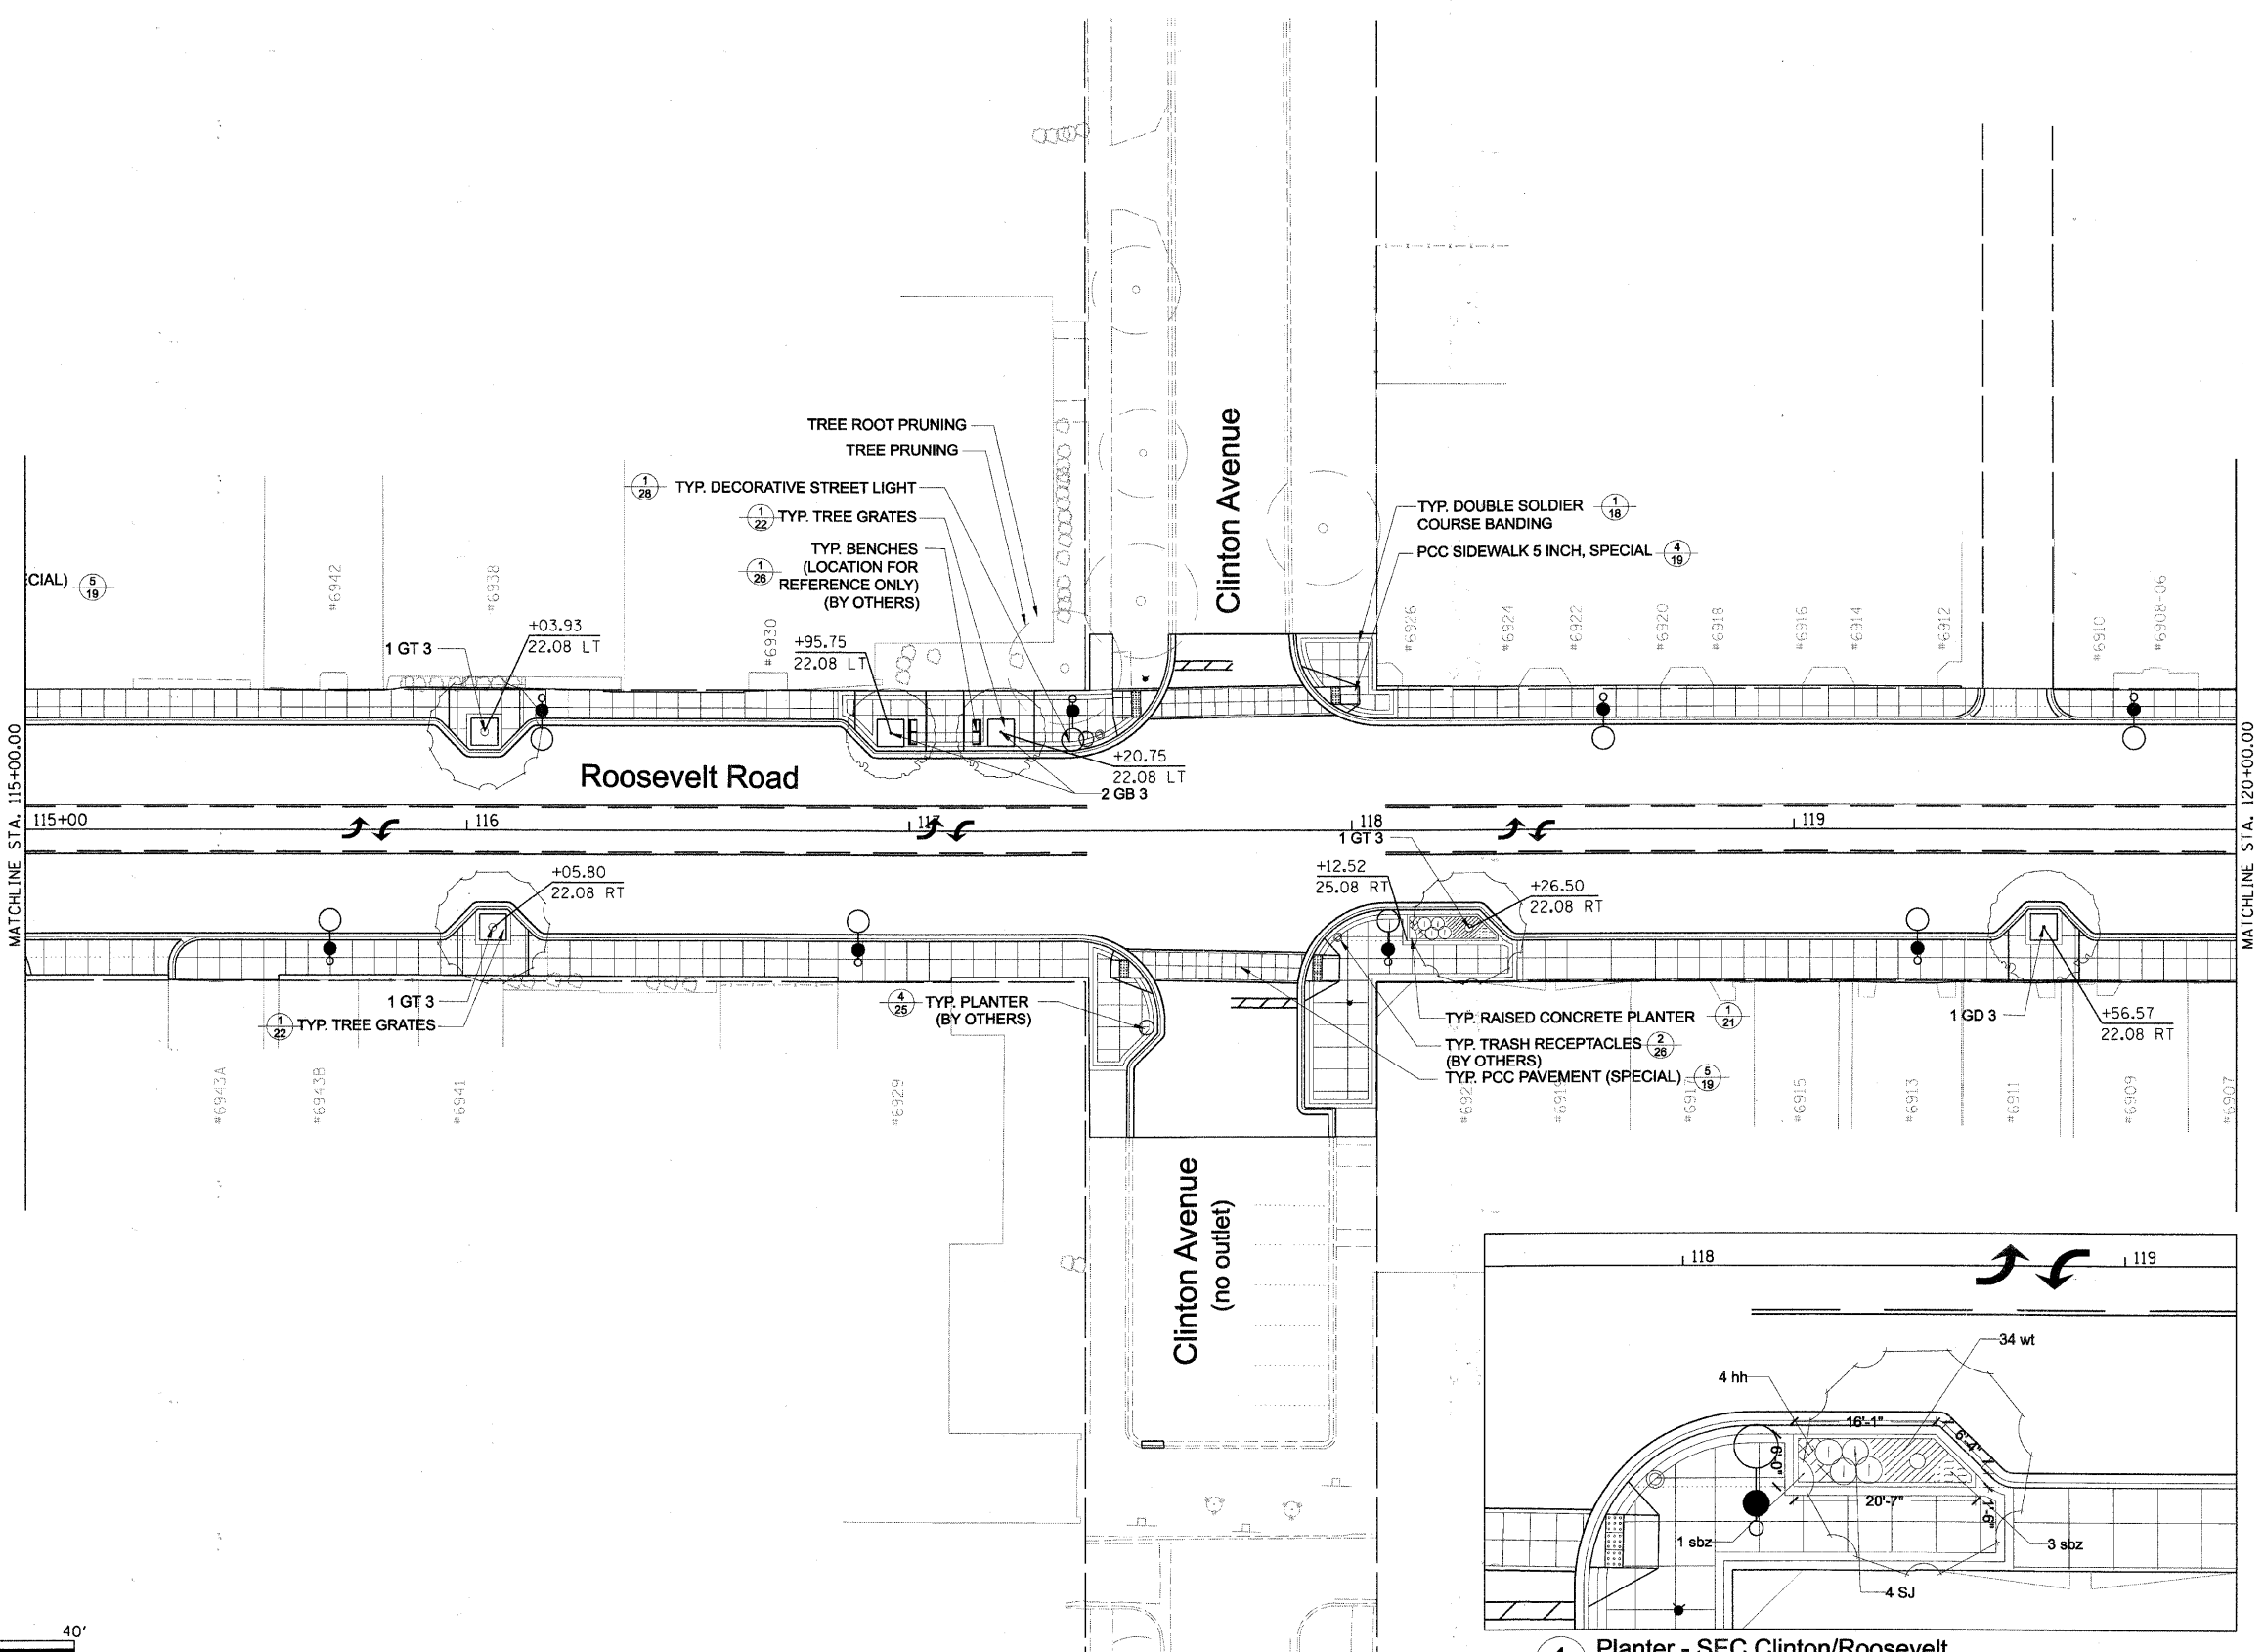 Clinton Avenue
TREE ROOT PRUNING
TREE PRUNING
1
28
TYP. DECORATIVE STREET LIGHT
1
22
TYP. TREE GRATES
TYP. BENCHES
(LOCATION FOR
REFERENCE ONLY)
(BY OTHERS)
1
26
TYP. DOUBLE SOLDIER
COURSE BANDING
1
18
PCC SIDEWALK 5 INCH, SPECIAL
4
19
CIAL)
5
19
#6942
#6938
#6930
#6926
#6924
#6922
#6920
#6918
#6916
#6914
#6912
#6910
#6908-06
1 GT 3
+03.93
22.08 LT
+95.75
22.08 LT
+20.75
22.08 LT
2 GB 3
Roosevelt Road
MATCHLINE STA. 115+00.00
MATCHLINE STA. 120+00.00
115+00
116
117
118
119
1 GT 3
+05.80
22.08 RT
+12.52
25.08 RT
+26.50
22.08 RT
1 GT 3
1
22
TYP. TREE GRATES
4
25
TYP. PLANTER
(BY OTHERS)
TYP. RAISED CONCRETE PLANTER
1
21
TYP. TRASH RECEPTACLES
(BY OTHERS)
2
26
TYP. PCC PAVEMENT (SPECIAL)
5
19
1 GD 3
+56.57
22.08 RT
#6943A
#6943B
#6941
#6929
#6915
#6913
#6911
#6909
#6907
Clinton Avenue
(no outlet)
118
119
34 wt
4 hh
16'-1"
6'-4"
6'-0"
20'-7"
1'-6"
1 sbz
3 sbz
4 SJ
40'
1
Planter - SEC Clinton/Roosevelt